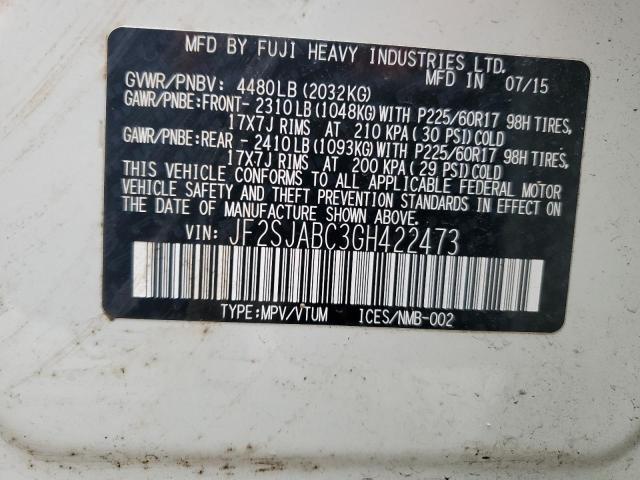 MFD BY FUJI HEAVY INDUSTRIES LTD.
MFD IN 07/15
GVWR/PNBV: 4480LB (2032KG)
GAWR/PNBE:FRONT- 2310LB (1048KG) WITH P225/60R17 98H TIRES,
17X7J RIMS AT 210 KPA ( 30 PSI) COLD
GAWR/PNBE:REAR - 2410LB (1093KG) WITH P225/60R17 98H TIRES,
17X7J RIMS AT 200 KPA ( 29 PSI) COLD
THIS VEHICLE CONFORMS TO ALL APPLICABLE FEDERAL MOTOR
VEHICLE SAFETY AND THEFT PREVENTION STANDARDS IN EFFECT
ON THE DATE OF MANUFACTURE SHOWN ABOVE.
VIN: JF2SJABC3GH422473
TYPE:MPV/VTUM ICES/NMB-002